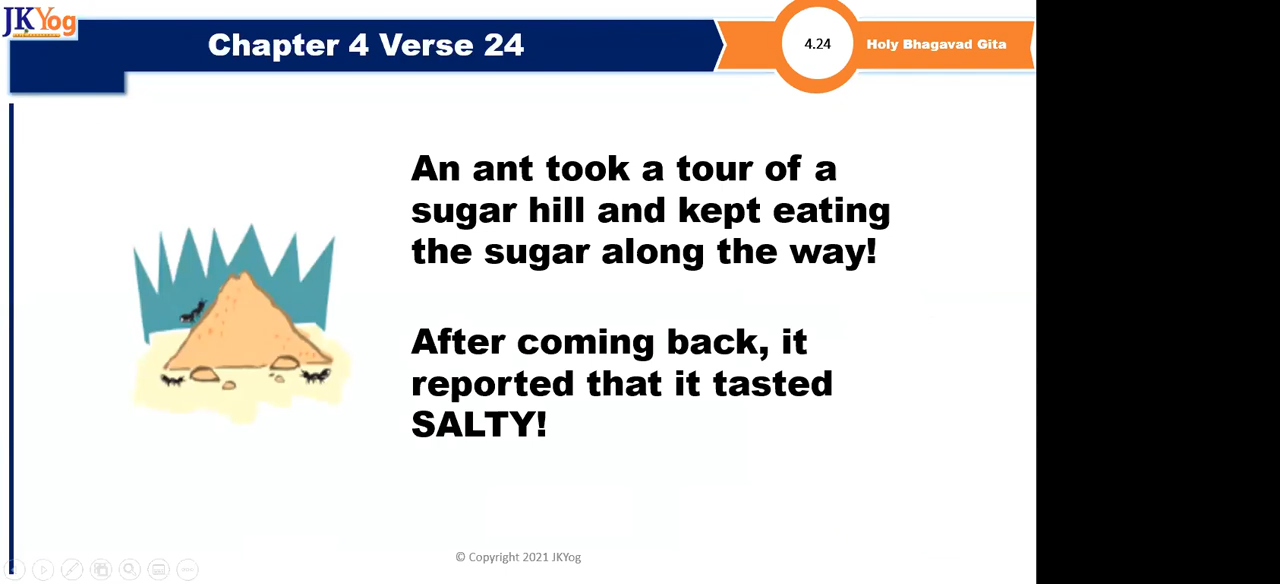 JKYog
Chapter 4 Verse 24
4.24
Holy Bhagavad Gita
An ant took a tour of a
sugar hill and kept eating
the sugar along the way!
After coming back, it
reported that it tasted
SALTY!
© Copyright 2021 JKYog